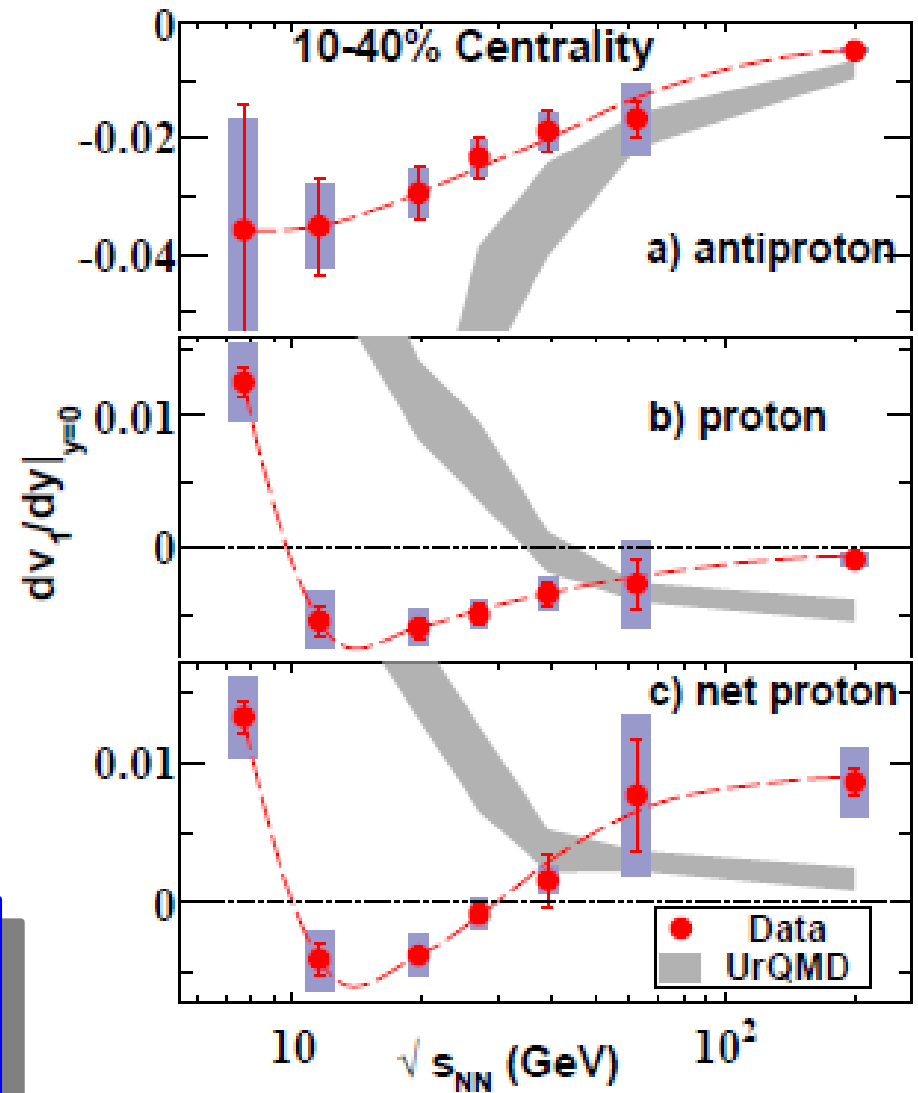 10-40% Centrality
0
-0.02
-0.04
a) antiproton
0.01
0
b) proton
dv₁/dy|y=0
c) net proton
0.01
0
Data
UrQMD
10
10²
√ sNN (GeV)